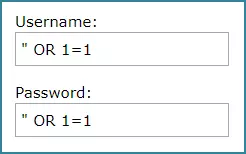 Username:
" OR 1=1
Password:
" OR 1=1